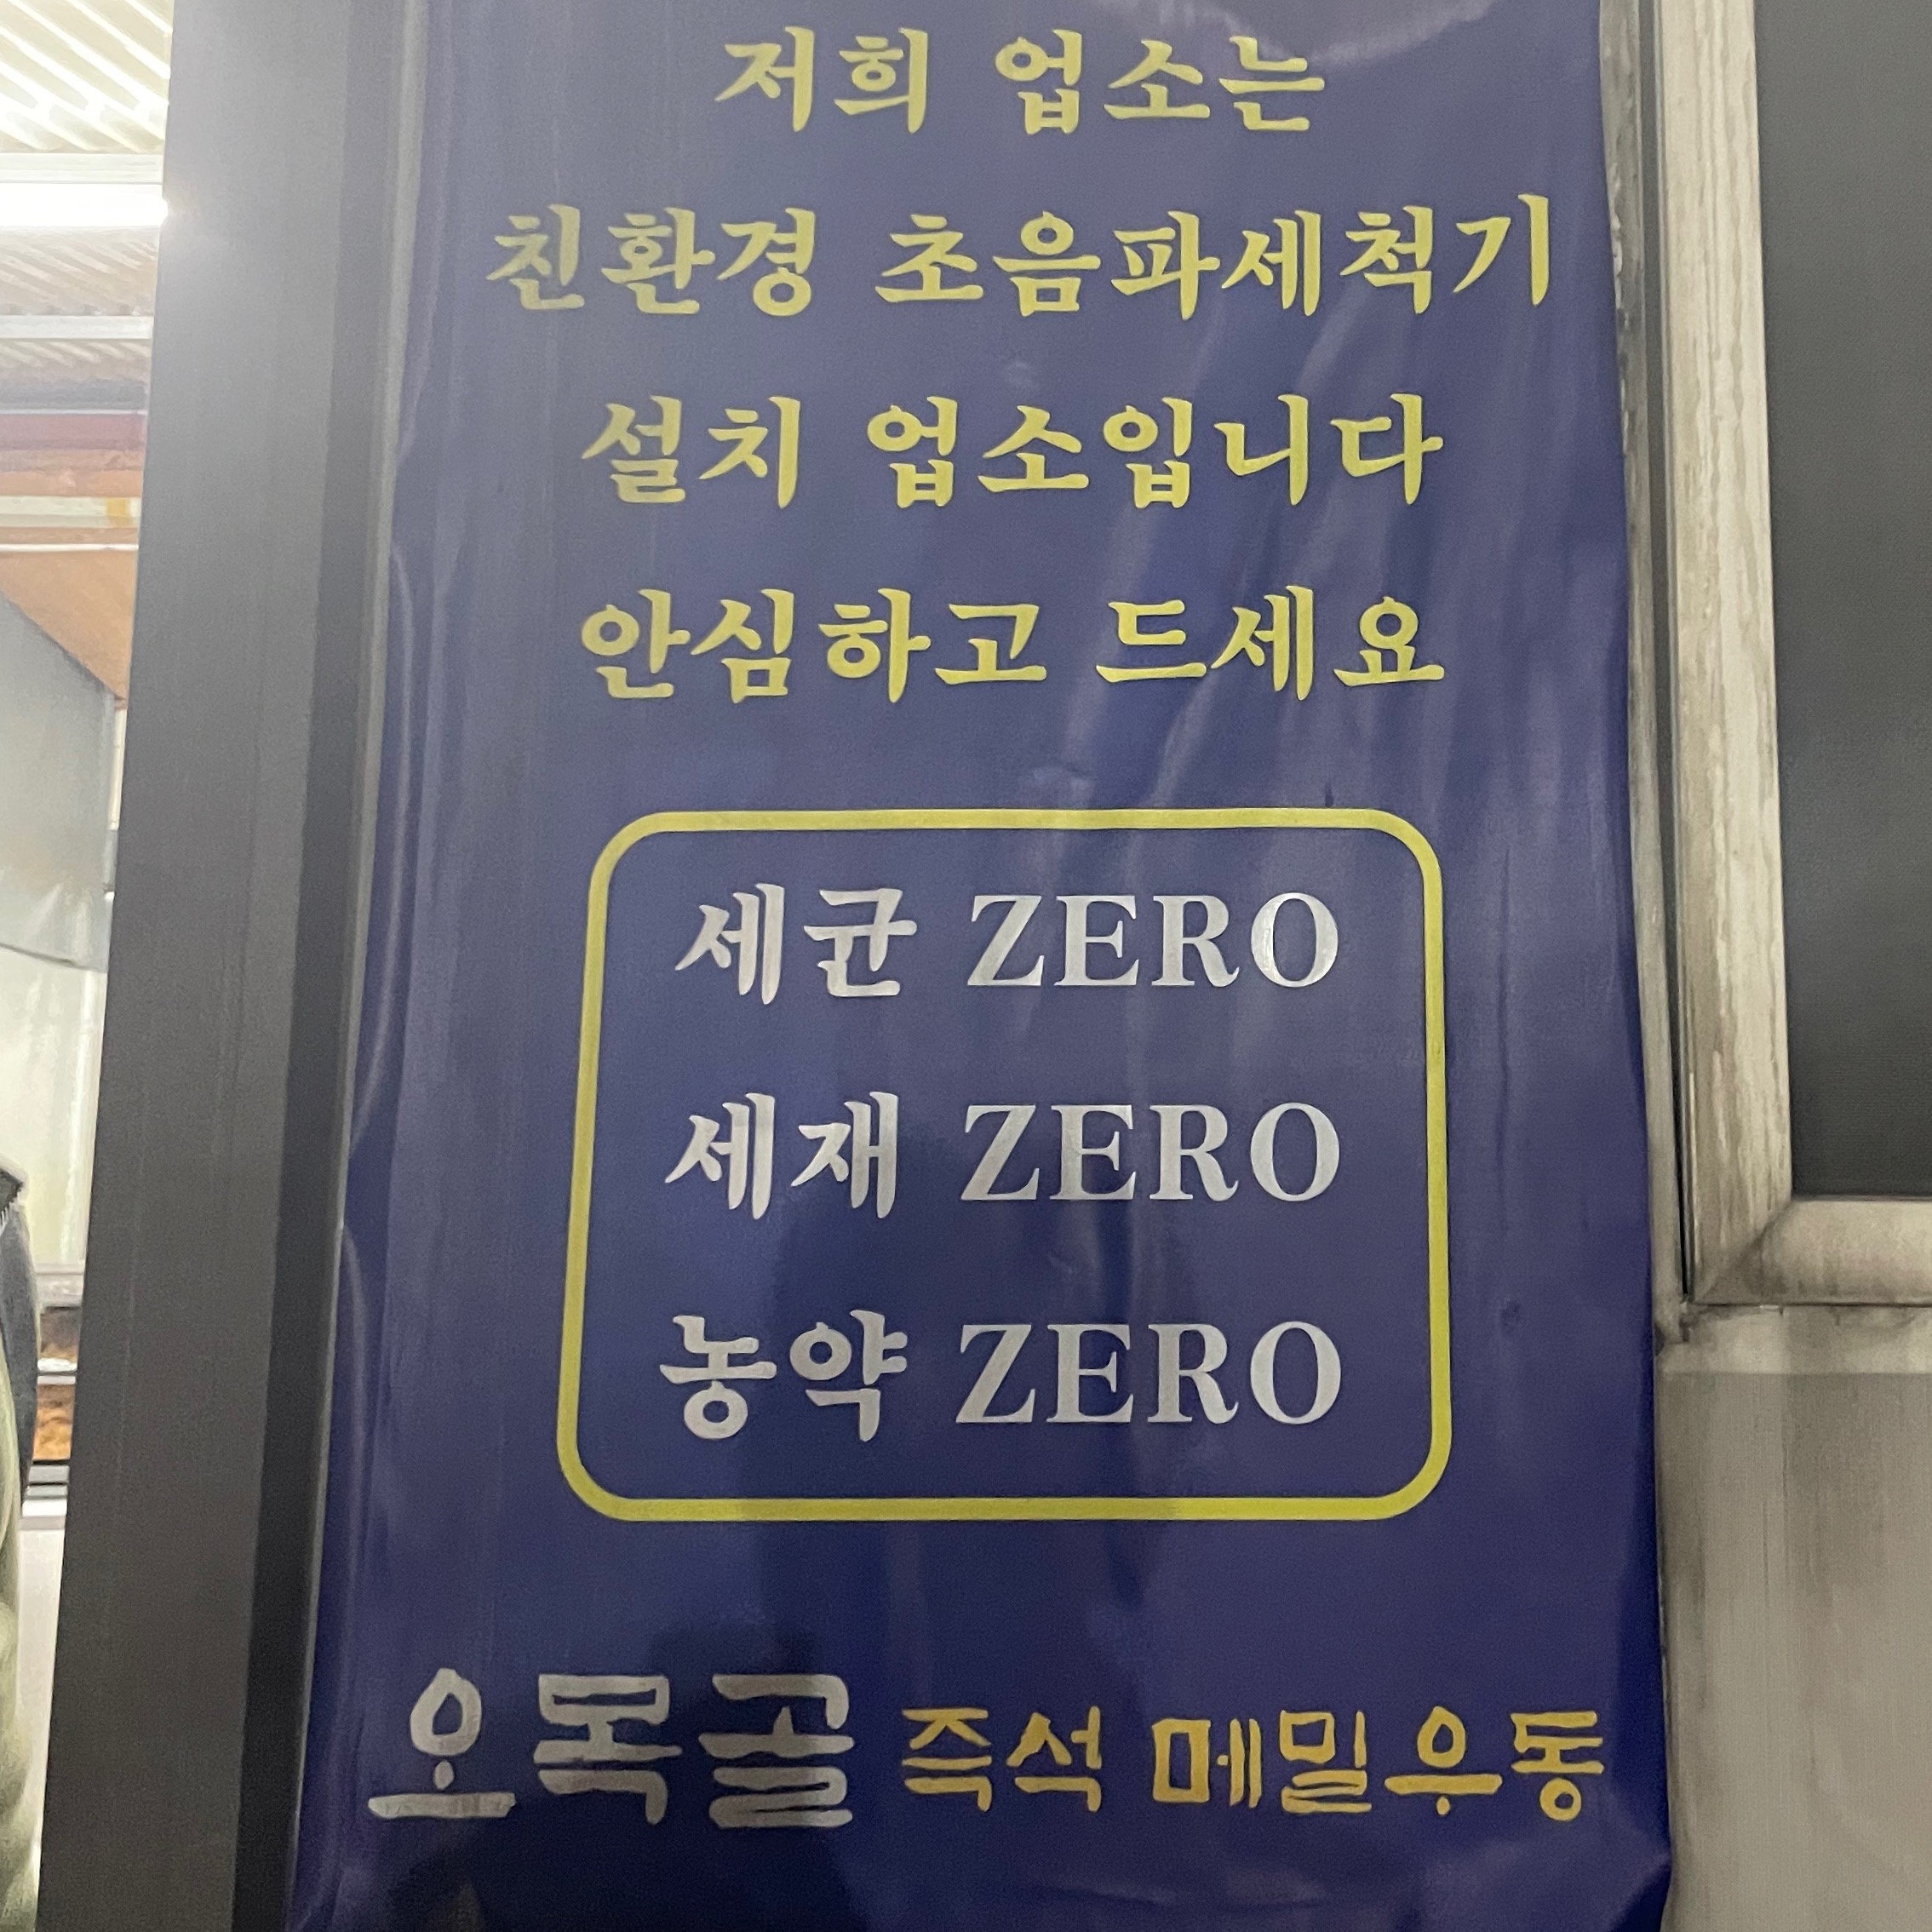 저희 업소는
친환경 초음파세척기
설치 업소입니다
안심하고 드세요
세균 ZERO
세재 ZERO
농약 ZERO
오목골 즉석 메밀우동